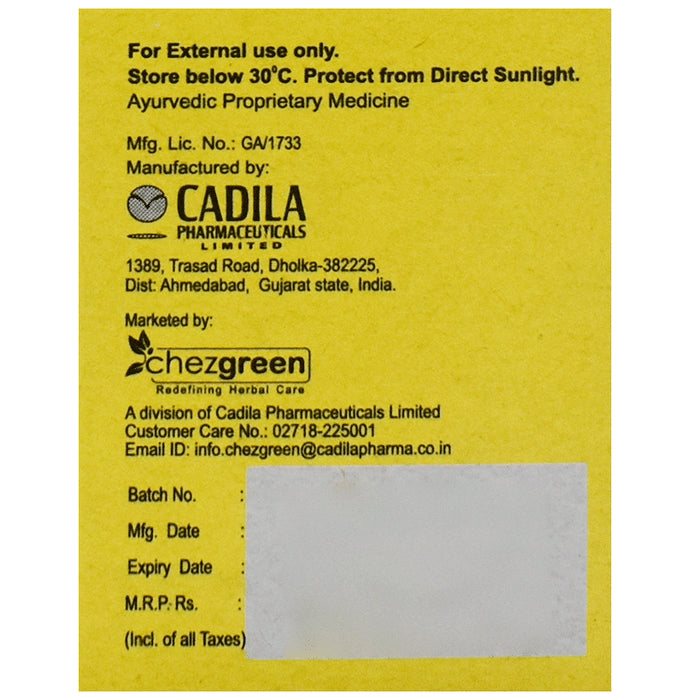 For External use only.
Store below 30°C. Protect from Direct Sunlight.
Ayurvedic Proprietary Medicine
Mfg. Lic. No.: GA/1733
Manufactured by:
CADILA
PHARMACEUTICALS
LIMITED
1389, Trasad Road, Dholka-382225,
Dist: Ahmedabad, Gujarat state, India.
Marketed by:
chezgreen
Redefining Herbal Care
A division of Cadila Pharmaceuticals Limited
Customer Care No.: 02718-225001
Email ID: info.chezgreen@cadilapharma.co.in
Batch No. :
Mfg. Date :
Expiry Date :
M.R.P. Rs. :
(Incl. of all Taxes)